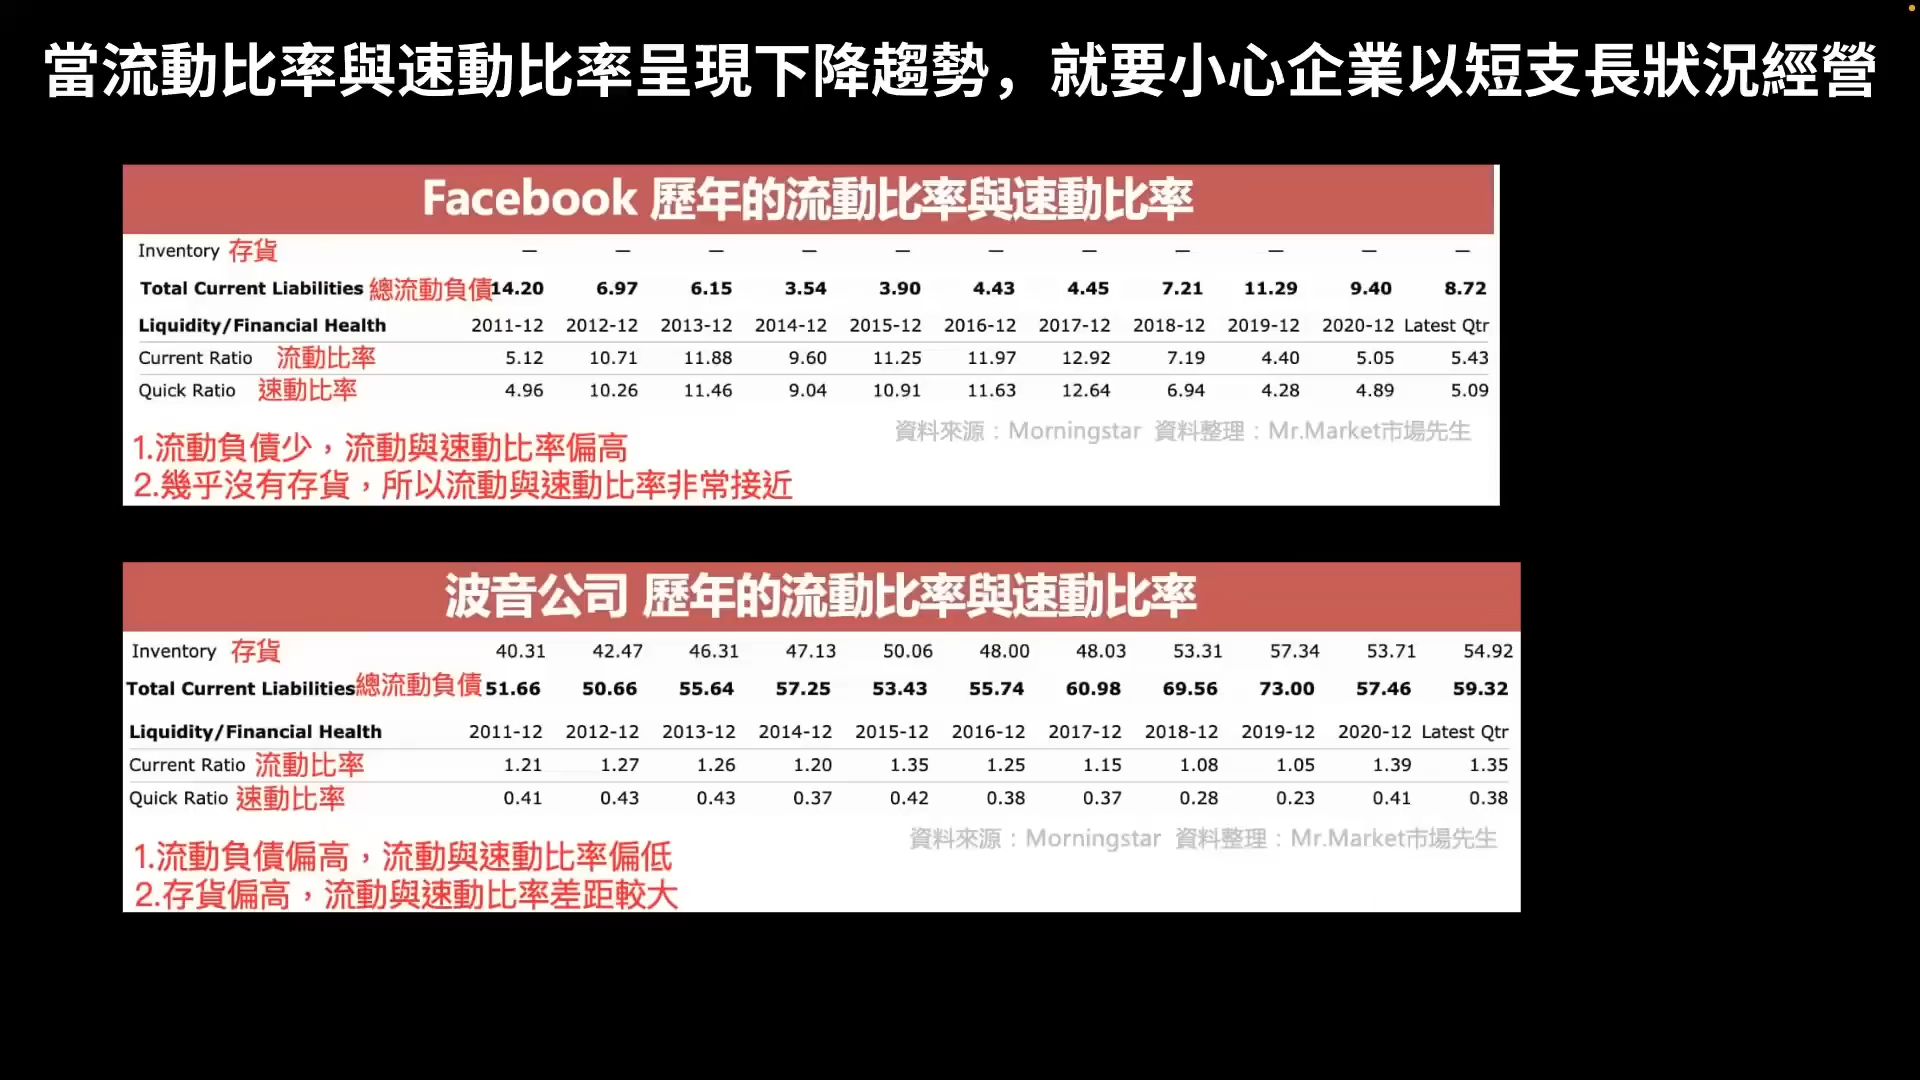 當流動比率與速動比率呈現下降趨勢，就要小心企業以短支長狀況經營
Facebook 歷年的流動比率與速動比率
Inventory 存貨 — — — — — — — — — — —
Total Current Liabilities 總流動負債 14.20 6.97 6.15 3.54 3.90 4.43 4.45 7.21 11.29 9.40 8.72
Liquidity/Financial Health 2011-12 2012-12 2013-12 2014-12 2015-12 2016-12 2017-12 2018-12 2019-12 2020-12 Latest Qtr
Current Ratio 流動比率 5.12 10.71 11.88 9.60 11.25 11.97 12.92 7.19 4.40 5.05 5.43
Quick Ratio 速動比率 4.96 10.26 11.46 9.04 10.91 11.63 12.64 6.94 4.28 4.89 5.09
資料來源：Morningstar 資料整理：Mr.Market市場先生
1.流動負債少，流動與速動比率偏高
2.幾乎沒有存貨，所以流動與速動比率非常接近
波音公司 歷年的流動比率與速動比率
Inventory 存貨 40.31 42.47 46.31 47.13 50.06 48.00 48.03 53.31 57.34 53.71 54.92
Total Current Liabilities 總流動負債 51.66 50.66 55.64 57.25 53.43 55.74 60.98 69.56 73.00 57.46 59.32
Liquidity/Financial Health 2011-12 2012-12 2013-12 2014-12 2015-12 2016-12 2017-12 2018-12 2019-12 2020-12 Latest Qtr
Current Ratio 流動比率 1.21 1.27 1.26 1.20 1.35 1.25 1.15 1.08 1.05 1.39 1.35
Quick Ratio 速動比率 0.41 0.43 0.43 0.37 0.42 0.38 0.37 0.28 0.23 0.41 0.38
資料來源：Morningstar 資料整理：Mr.Market市場先生
1.流動負債偏高，流動與速動比率偏低
2.存貨偏高，流動與速動比率差距較大